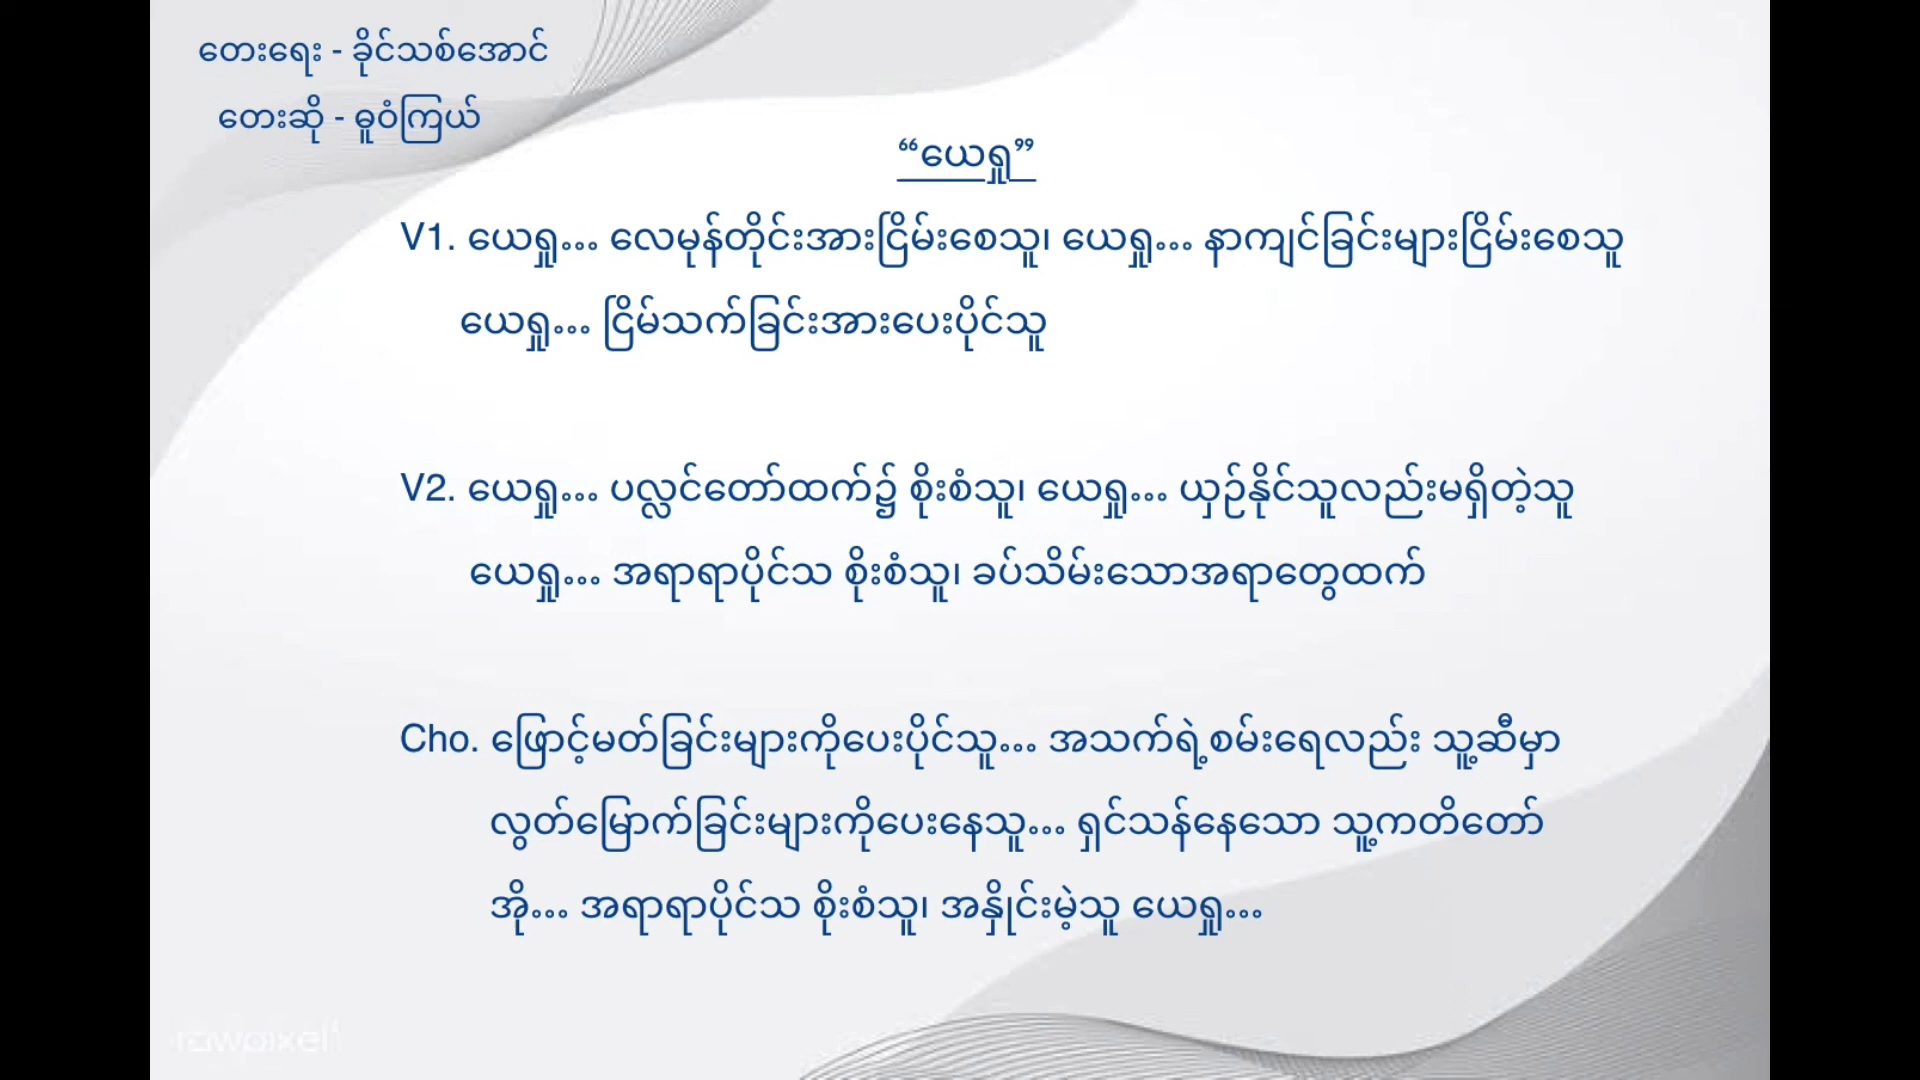 တေးရေး - ခိုင်သစ်အောင်
တေးဆို - ဓူဝံကြယ်
“ယေရှု”
V1. ယေရှု... လေမုန်တိုင်းအားငြိမ်းစေသူ၊ ယေရှု... နာကျင်ခြင်းများငြိမ်းစေသူ
ယေရှု... ငြိမ်သက်ခြင်းအားပေးပိုင်သူ
V2. ယေရှု... ပလ္လင်တော်ထက်၌ စိုးစံသူ၊ ယေရှု... ယှဉ်နိုင်သူလည်းမရှိတဲ့သူ
ယေရှု... အရာရာပိုင်သ စိုးစံသူ၊ ခပ်သိမ်းသောအရာတွေထက်
Cho. ဖြောင့်မတ်ခြင်းများကိုပေးပိုင်သူ... အသက်ရဲ့စမ်းရေလည်း သူ့ဆီမှာ
လွတ်မြောက်ခြင်းများကိုပေးနေသူ... ရှင်သန်နေသော သူ့ကတိတော်
အို... အရာရာပိုင်သ စိုးစံသူ၊ အနှိုင်းမဲ့သူ ယေရှု...
rawpixel